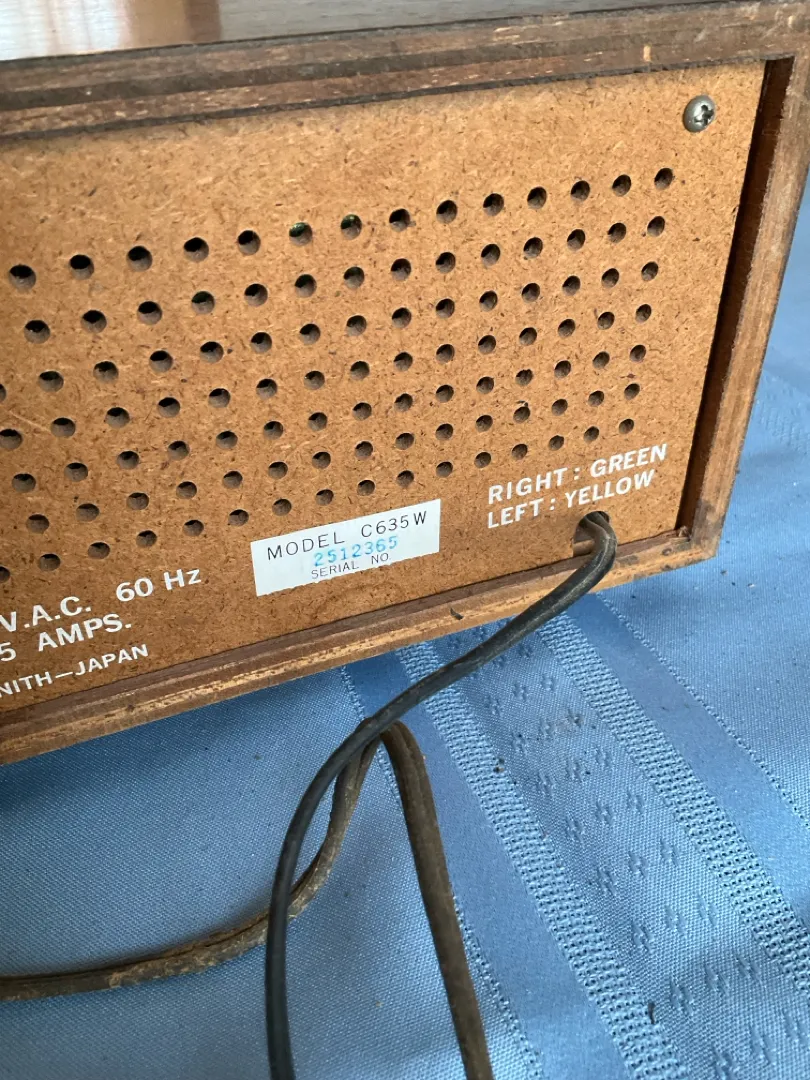 RIGHT: GREEN
LEFT: YELLOW
MODEL C635W
2512365
SERIAL NO.
V.A.C. 60 Hz
5 AMPS.
NITH—JAPAN